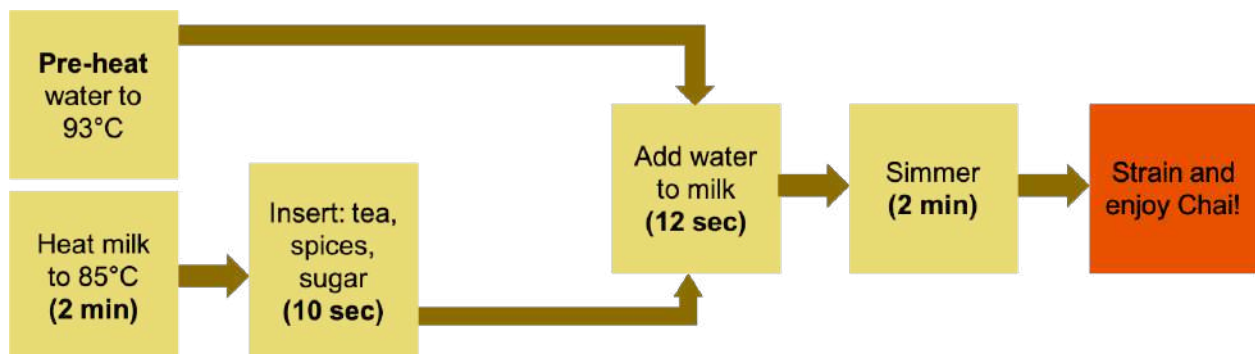 Pre-heat
water to
93°C
Heat milk
to 85°C
(2 min)
Insert: tea,
spices,
sugar
(10 sec)
Add water
to milk
(12 sec)
Simmer
(2 min)
Strain and
enjoy Chai!